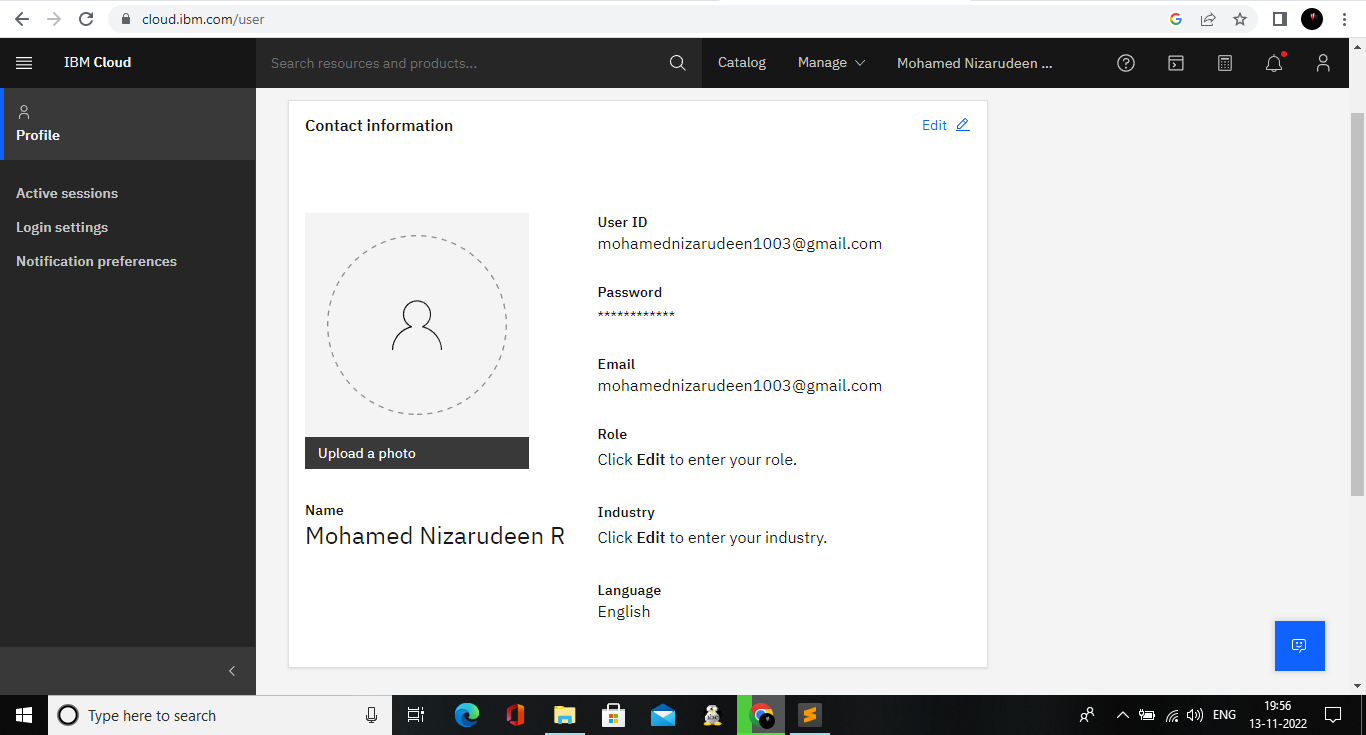 cloud.ibm.com/user
IBM Cloud
Search resources and products...
Catalog
Manage
Mohamed Nizarudeen ...
Profile
Active sessions
Login settings
Notification preferences
Contact information
Edit
Upload a photo
Name
Mohamed Nizarudeen R
User ID
mohamednizarudeen1003@gmail.com
Password
************
Email
mohamednizarudeen1003@gmail.com
Role
Click Edit to enter your role.
Industry
Click Edit to enter your industry.
Language
English
Type here to search
ENG
19:56
13-11-2022